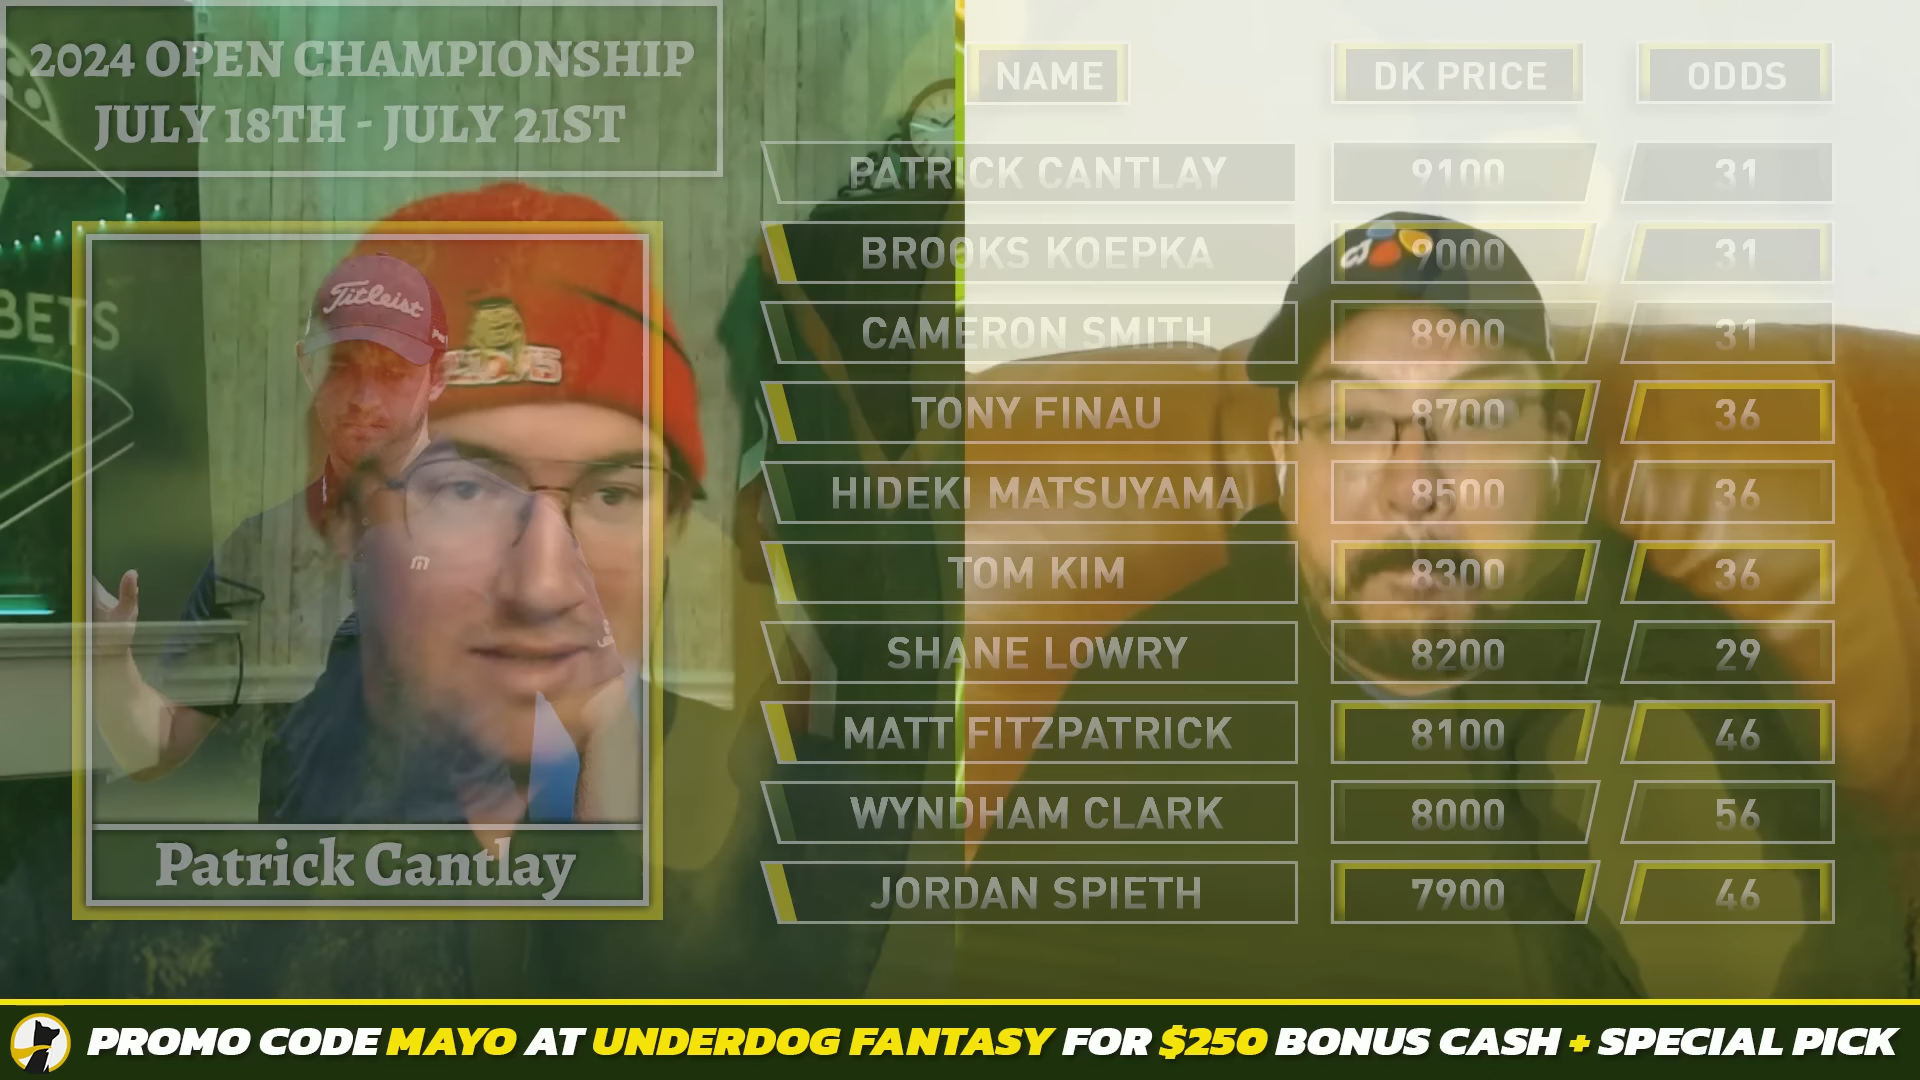 2024 OPEN CHAMPIONSHIP
JULY 18TH - JULY 21ST
NAME DK PRICE ODDS
PATRICK CANTLAY 9100 31
BROOKS KOEPKA 9000 31
CAMERON SMITH 8900 31
TONY FINAU 8700 36
HIDEKI MATSUYAMA 8500 36
TOM KIM 8300 36
SHANE LOWRY 8200 29
MATT FITZPATRICK 8100 46
WYNDHAM CLARK 8000 56
JORDAN SPIETH 7900 46
BETS
Titleist
Patrick Cantlay
PROMO CODE MAYO AT UNDERDOG FANTASY FOR $250 BONUS CASH + SPECIAL PICK